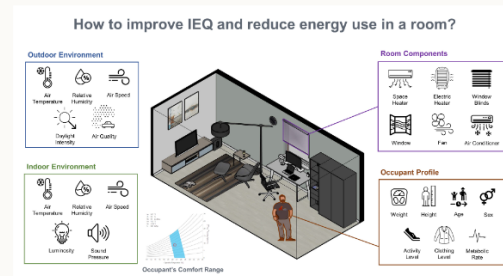 How to improve IEQ and reduce energy use in a room?
Outdoor Environment
Air
Temperature
Relative
Humidity
Air Speed
Daylight
Intensity
Air Quality
Indoor Environment
Air
Temperature
Relative
Humidity
Air Speed
Luminosity
Sound
Pressure
Occupant's Comfort Range
Room Components
Space
Heater
Electric
Heater
Window
Blinds
Window
Fan
Air Conditioner
Occupant Profile
Weight
Height
Age
Sex
Activity
Level
Clothing
Level
Metabolic
Rate